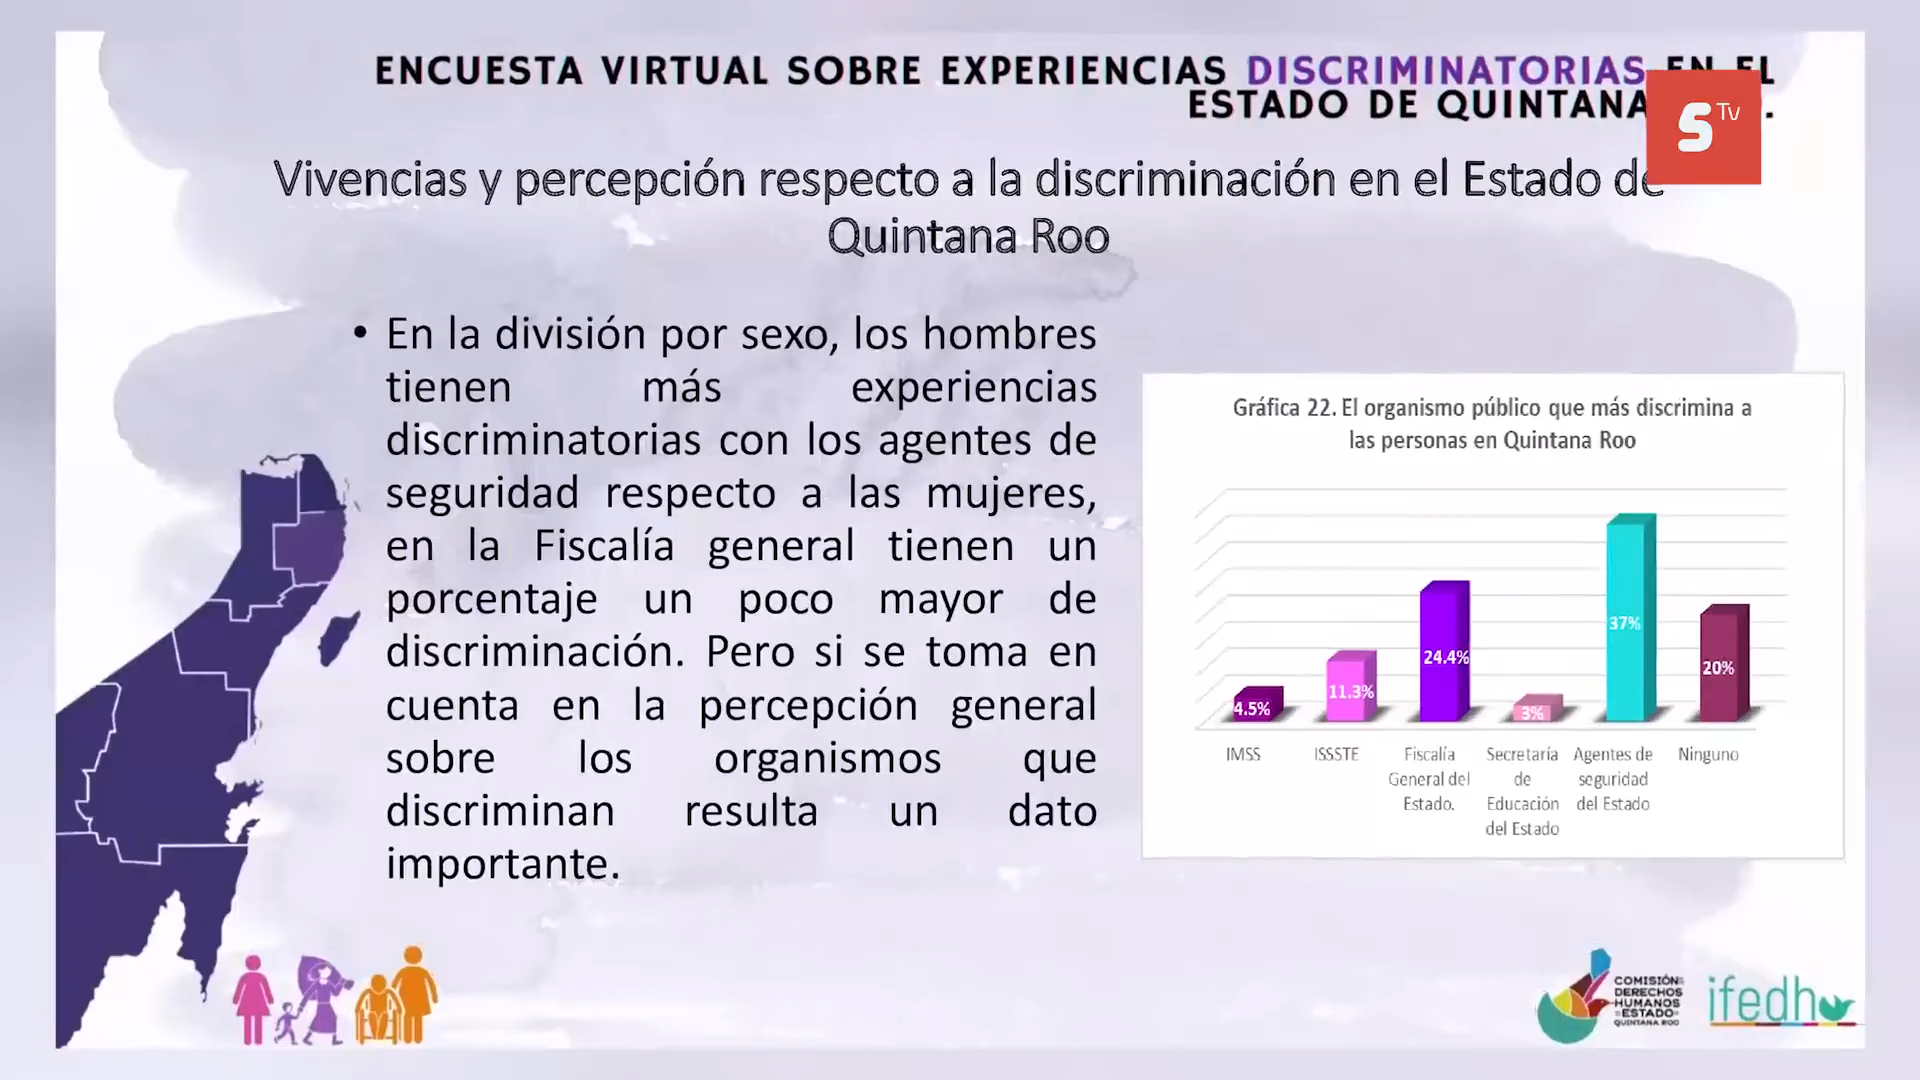 ENCUESTA VIRTUAL SOBRE EXPERIENCIAS DISCRIMINATORIAS EN EL
ESTADO DE QUINTANA .
S Tv
Vivencias y percepción respecto a la discriminación en el Estado de
Quintana Roo
• En la división por sexo, los hombres
tienen más experiencias
discriminatorias con los agentes de
seguridad respecto a las mujeres,
en la Fiscalía general tienen un
porcentaje un poco mayor de
discriminación. Pero si se toma en
cuenta en la percepción general
sobre los organismos que
discriminan resulta un dato
importante.
Gráfica 22. El organismo público que más discrimina a
las personas en Quintana Roo
4.5%
11.3%
24.4%
3%
37%
20%
IMSS
ISSSTE
Fiscalía
General del
Estado.
Secretaría
de
Educación
del Estado
Agentes de
seguridad
del Estado
Ninguno
COMISIÓN
DERECHOS
HUMANOS
ESTADO
QUINTANA ROO
ifedh